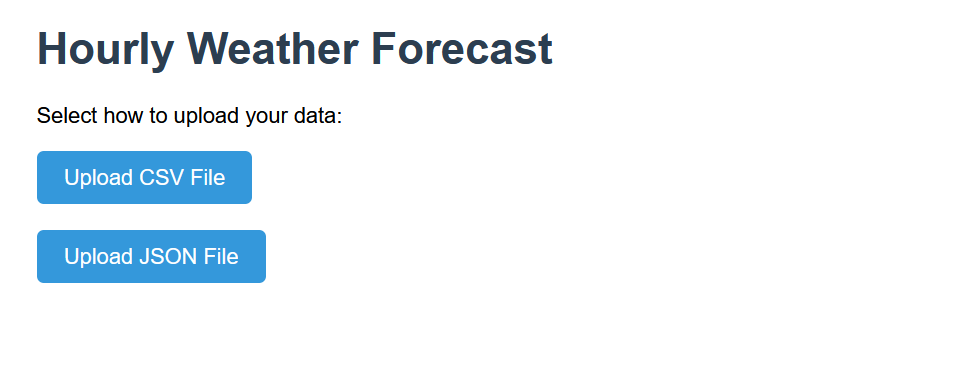 Hourly Weather Forecast
Select how to upload your data:
Upload CSV File
Upload JSON File